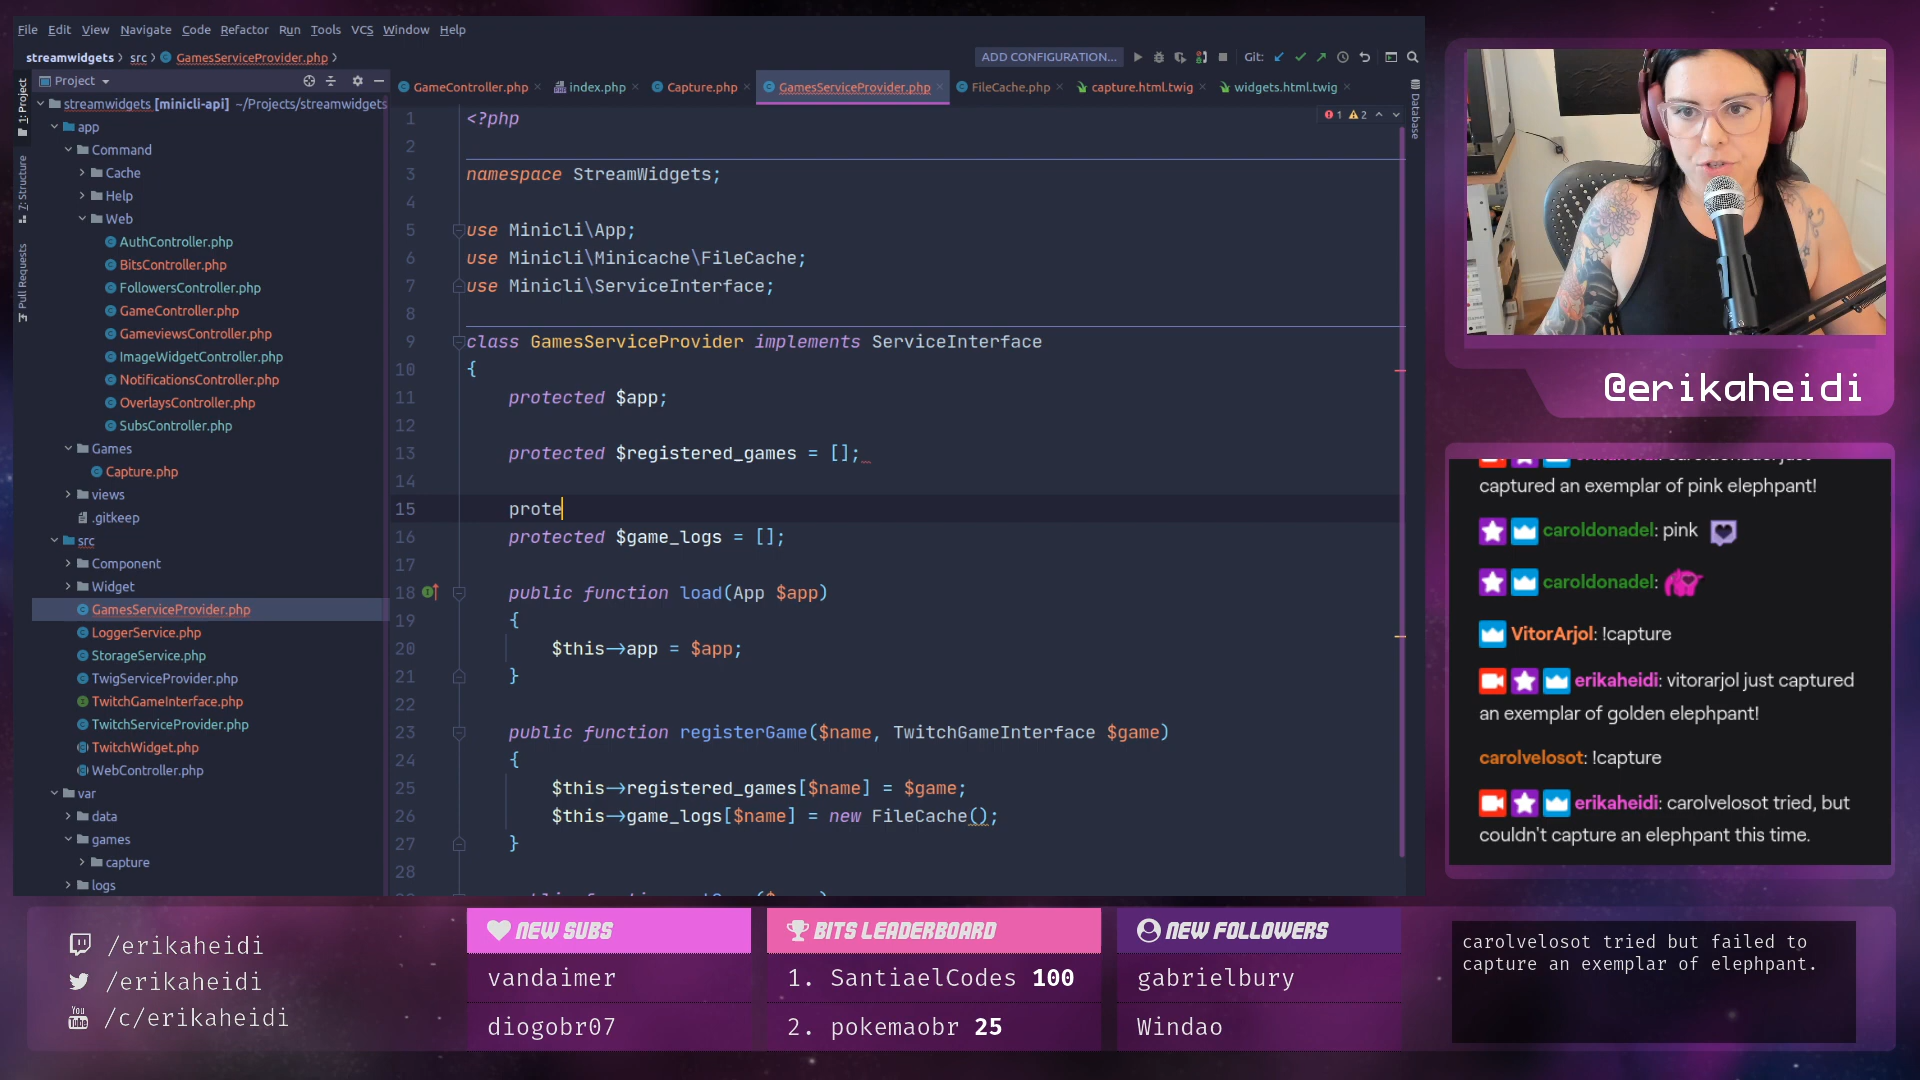 File Edit View Navigate Code Refactor Run Tools VCS Window Help
streamwidgets src GamesServiceProvider.php
ADD CONFIGURATION... Git:
Project
GameController.php index.php Capture.php GamesServiceProvider.php FileCache.php capture.html.twig widgets.html.twig
1: Project
7: Structure
Pull Requests
Database
streamwidgets [minicli-api] ~/Projects/streamwidgets
app
Command
Cache
Help
Web
AuthController.php
BitsController.php
FollowersController.php
GameController.php
GameviewsController.php
ImageWidgetController.php
NotificationsController.php
OverlaysController.php
SubsController.php
Games
Capture.php
views
.gitkeep
src
Component
Widget
GamesServiceProvider.php
LoggerService.php
StorageService.php
TwigServiceProvider.php
TwitchGameInterface.php
TwitchServiceProvider.php
TwitchWidget.php
WebController.php
var
data
games
capture
logs
1 2
1 <?php
2
3 namespace StreamWidgets;
4
5 use Minicli\App;
6 use Minicli\Minicache\FileCache;
7 use Minicli\ServiceInterface;
8
9 class GamesServiceProvider implements ServiceInterface
10 {
11 protected $app;
12
13 protected $registered_games = [];
14
15 prote
16 protected $game_logs = [];
17
18 public function load(App $app)
19 {
20 $this->app = $app;
21 }
22
23 public function registerGame($name, TwitchGameInterface $game)
24 {
25 $this->registered_games[$name] = $game;
26 $this->game_logs[$name] = new FileCache();
27 }
28
@erikaheidi
captured an exemplar of pink elephpant!
caroldonadel: pink
caroldonadel:
VitorArjol: !capture
erikaheidi: vitorarjol just captured
an exemplar of golden elephpant!
carolvelosot: !capture
erikaheidi: carolvelosot tried, but
couldn't capture an elephpant this time.
/erikaheidi
/erikaheidi
You Tube /c/erikaheidi
NEW SUBS
vandaimer
diogobr07
BITS LEADERBOARD
1. SantiaelCodes 100
2. pokemaobr 25
NEW FOLLOWERS
gabrielbury
Windao
carolvelosot tried but failed to
capture an exemplar of elephpant.